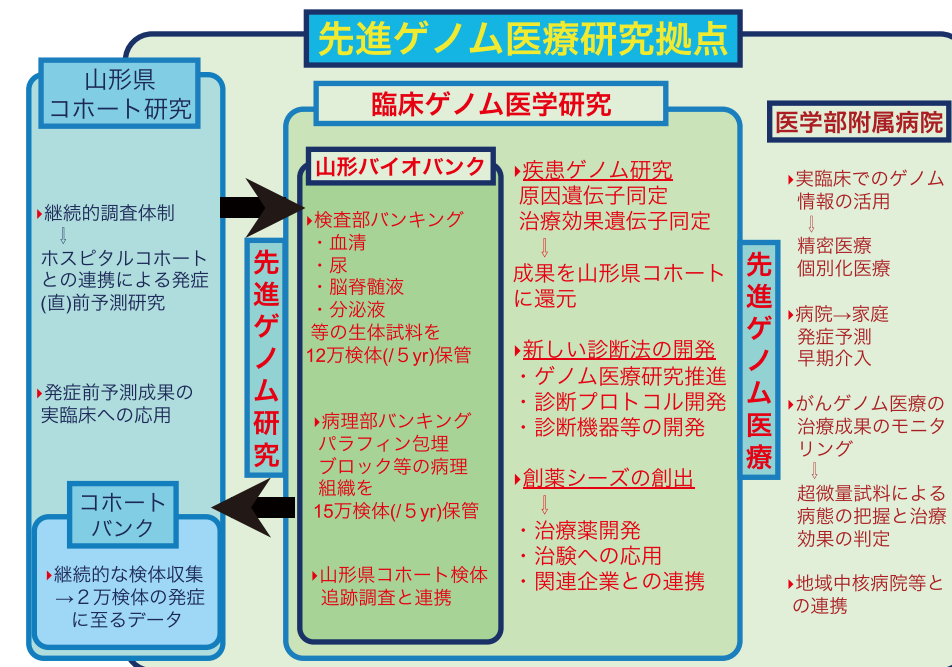 先進ゲノム医療研究拠点
山形県
コホート研究
継続的調査体制
⇩
ホスピタルコホート
との連携による発症
(直)前予測研究
発症前予測成果の
実臨床への応用
コホート
バンク
継続的な検体収集
→２万検体の発症
に至るデータ
先進ゲノム研究
臨床ゲノム医学研究
山形バイオバンク
検査部バンキング
・血清
・尿
・脳脊髄液
・分泌液
等の生体試料を
12万検体(/５yr)保管
病理部バンキング
パラフィン包埋
ブロック等の病理
組織を
15万検体(/５yr)保管
山形県コホート検体
追跡調査と連携
疾患ゲノム研究
原因遺伝子同定
治療効果遺伝子同定
⇩
成果を山形県コホート
に還元
新しい診断法の開発
・ゲノム医療研究推進
・診断プロトコル開発
・診断機器等の開発
創薬シーズの創出
⇩
・治療薬開発
・治験への応用
・関連企業との連携
先進ゲノム医療
医学部附属病院
実臨床でのゲノム
情報の活用
⇩
精密医療
個別化医療
病院→家庭
発症予測
早期介入
がんゲノム医療の
治療成果のモニタ
リング
⇩
超微量試料による
病態の把握と治療
効果の判定
地域中核病院等と
の連携